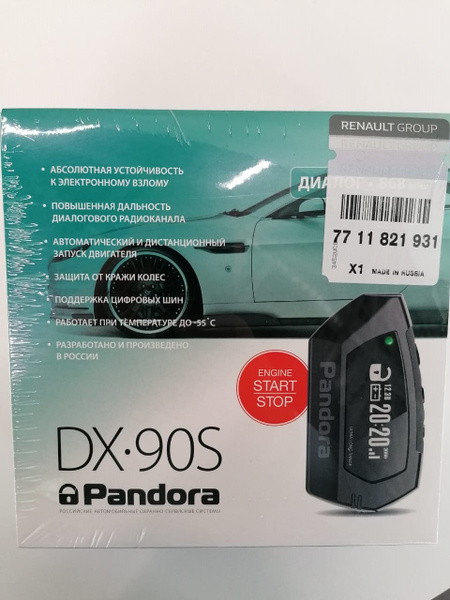 RENAULT GROUP
77 11 821 931
X1 MADE IN RUSSIA
• АБСОЛЮТНАЯ УСТОЙЧИВОСТЬ
К ЭЛЕКТРОННОМУ ВЗЛОМУ
• ПОВЫШЕННАЯ ДАЛЬНОСТЬ
ДИАЛОГОВОГО РАДИОКАНАЛА
• АВТОМАТИЧЕСКИЙ И ДИСТАНЦИОННЫЙ
ЗАПУСК ДВИГАТЕЛЯ
• ЗАЩИТА ОТ КРАЖИ КОЛЕС
• ПОДДЕРЖКА ЦИФРОВЫХ ШИН
• РАБОТАЕТ ПРИ ТЕМПЕРАТУРЕ ДО -55°С
• РАЗРАБОТАНО И ПРОИЗВЕДЕНО
В РОССИИ
ENGINE
START
STOP
Pandora
12.30
20:20
DX·90S
Pandora
РОССИЙСКИЕ АВТОМОБИЛЬНЫЕ ОХРАННО-СЕРВИСНЫЕ СИСТЕМЫ